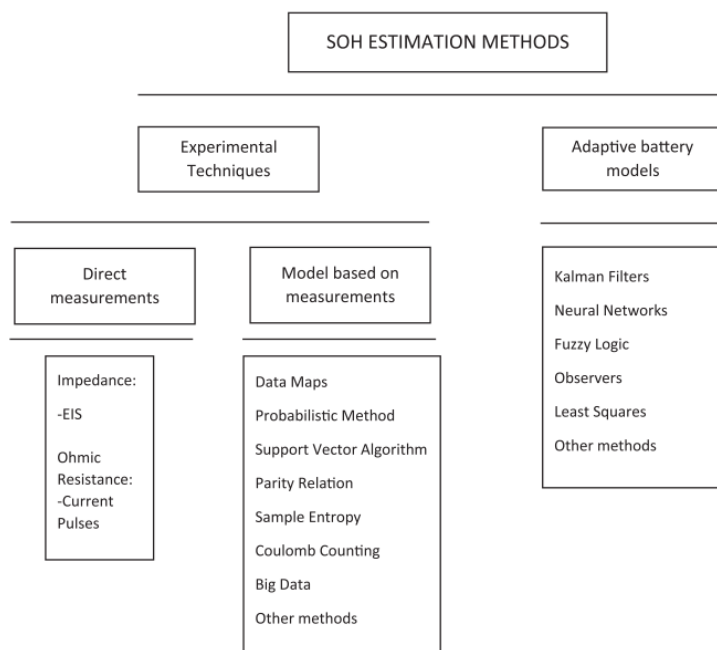 SOH ESTIMATION METHODS
Experimental
Techniques
Adaptive battery
models
Direct
measurements
Model based on
measurements
Impedance:
-EIS
Ohmic
Resistance:
-Current
Pulses
Data Maps
Probabilistic Method
Support Vector Algorithm
Parity Relation
Sample Entropy
Coulomb Counting
Big Data
Other methods
Kalman Filters
Neural Networks
Fuzzy Logic
Observers
Least Squares
Other methods